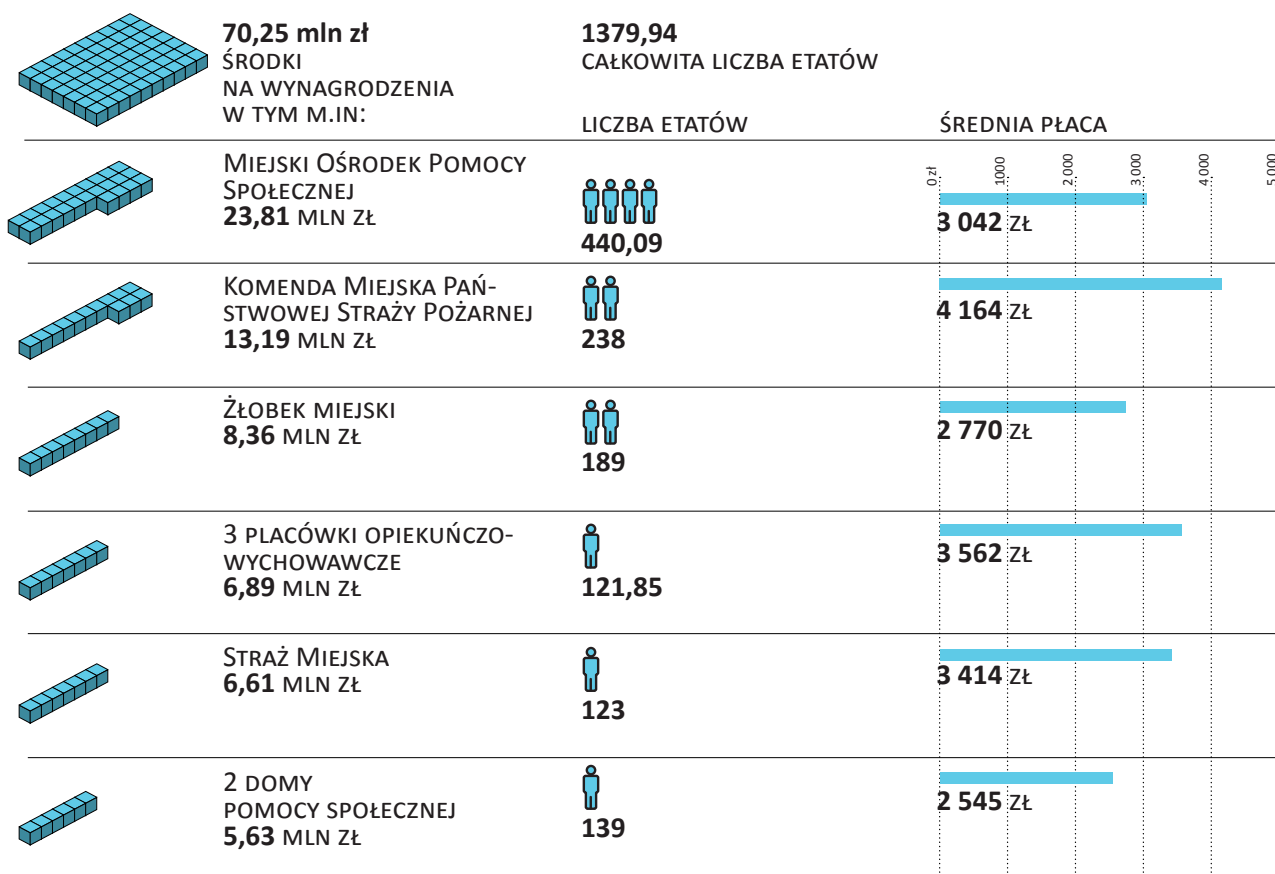 70,25 mln zł
ŚRODKI
NA WYNAGRODZENIA
W TYM M.IN:
1379,94
CAŁKOWITA LICZBA ETATÓW
LICZBA ETATÓW
ŚREDNIA PŁACA
0 zł
1000
2 000
3 000
4 000
5 000
MIEJSKI OŚRODEK POMOCY
SPOŁECZNEJ
23,81 MLN ZŁ
440,09
3 042 ZŁ
KOMENDA MIEJSKA PAŃ-
STWOWEJ STRAŻY POŻARNEJ
13,19 MLN ZŁ
238
4 164 ZŁ
ŻŁOBEK MIEJSKI
8,36 MLN ZŁ
189
2 770 ZŁ
3 PLACÓWKI OPIEKUŃCZO-
WYCHOWAWCZE
6,89 MLN ZŁ
121,85
3 562 ZŁ
STRAŻ MIEJSKA
6,61 MLN ZŁ
123
3 414 ZŁ
2 DOMY
POMOCY SPOŁECZNEJ
5,63 MLN ZŁ
139
2 545 ZŁ